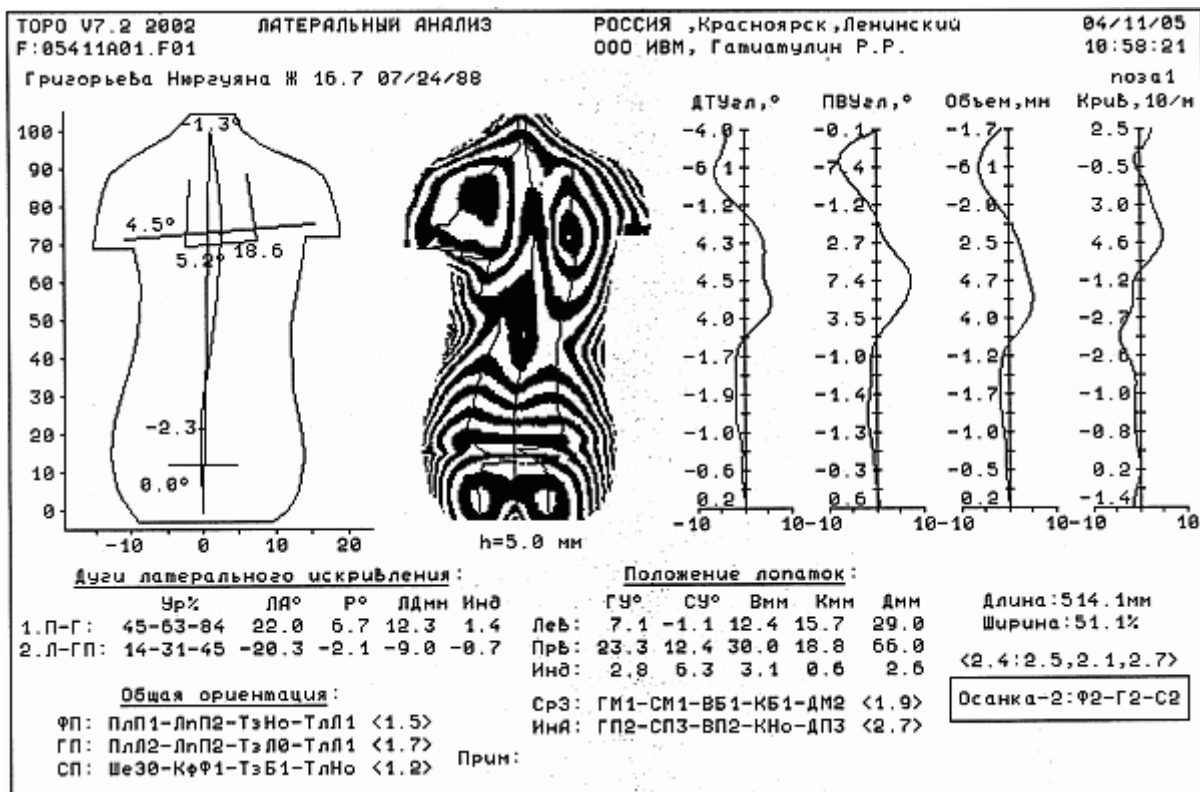 ТОРО V7.2 2002 ЛАТЕРАЛЬНЫЙ АНАЛИЗ РОССИЯ ,Красноярск,Ленинский 04/11/05
F:05411A01.F01 ООО ИВМ, Гатиатулин Р.Р. 10:58:21
Григорьева Нюргуяна Ж 16.7 07/24/88 поза1
ДТУгл,° ПВУгл,° Объем,мм Крив,10/м
100 -1.3° -4.0 -0.1 -1.7 2.5
90 -6.1 -7.4 -6.1 -0.5
80 -1.2 -1.2 -2.0 3.0
4.5°
70 4.3 2.7 2.5 4.6
5.2° 18.6
60 4.5 7.4 4.7 -1.2
50 4.0 3.5 4.0 -2.7
40 -1.7 -1.0 -1.2 -2.6
30 -1.9 -1.4 -1.6 -1.0
20 -2.3 -1.0 -1.3 -1.0 -0.8
10 0.0° -0.6 -0.3 -0.5 0.2
0 0.2 0.6 0.2 -1.4
-10 0 10 20 -10 10 -10 10 -10 10 -10 10
h=5.0 мм
Дуги латерального искривления:
Ур% ЛА° Р° ЛДмм Инд
1.П-Г: 45-63-84 22.0 6.7 12.3 1.4
2.Л-ГП: 14-31-45 -20.3 -2.1 -9.0 -0.7
Общая ориентация:
ФП: ПлП1-ЛпП2-ТзНо-ТлЛ1 <1.5>
ГП: ПлЛ2-ЛпП2-ТзЛ0-ТлЛ1 <1.7>
СП: ШеЗ0-КфФ1-ТзБ1-ТлНо <1.2>
Положение лопаток:
ГУ° СУ° Вмм Кмм Дмм
Лев: 7.1 -1.1 12.4 15.7 29.0
Прв: 23.3 12.4 30.0 18.8 66.0
Инд: 2.8 6.3 3.1 0.6 2.6
СрЗ: ГМ1-СМ1-ВБ1-КБ1-ДМ2 <1.9>
ИнА: ГП2-СП3-ВП2-КНо-ДП3 <2.7>
Прим:
Длина:514.1мм
Ширина:51.1%
<2.4:2.5,2.1,2.7>
Осанка-2:Ф2-Г2-С2